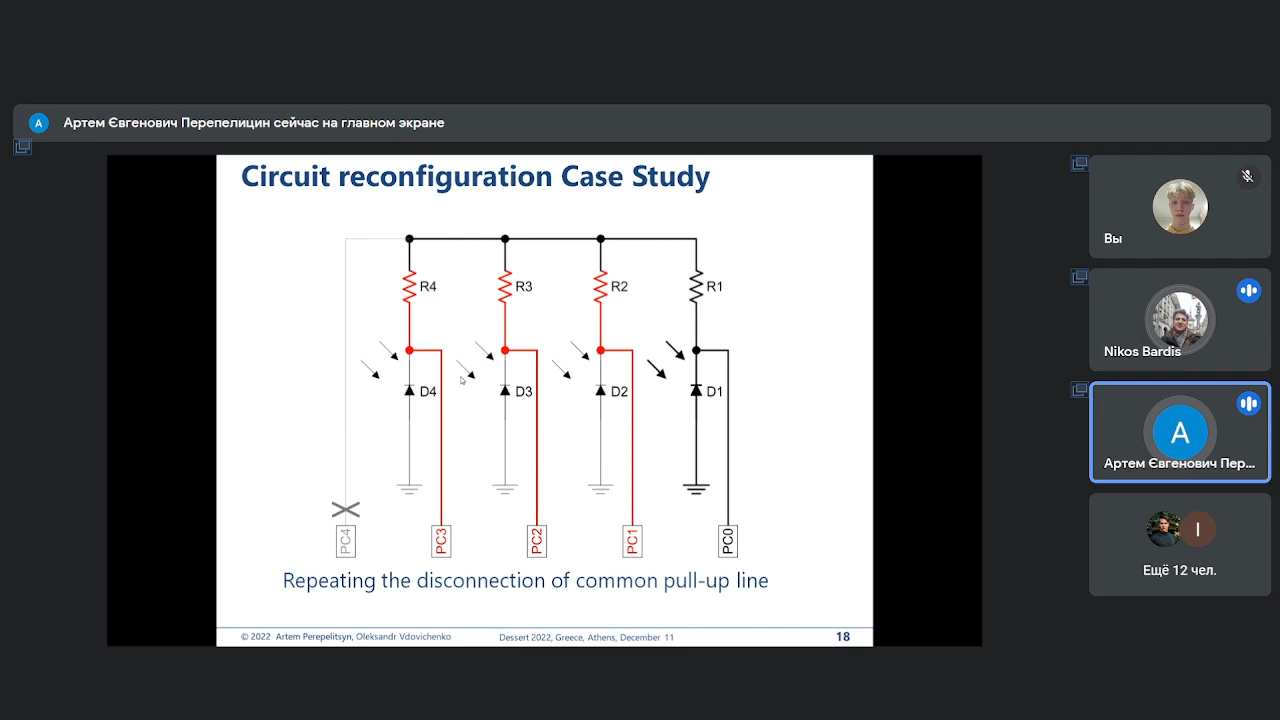 A
Артем Євгенович Перепелицин сейчас на главном экране
Circuit reconfiguration Case Study
R4
R3
R2
R1
D4
D3
D2
D1
PC4
PC3
PC2
PC1
PC0
Repeating the disconnection of common pull-up line
© 2022 Artem Perepelitsyn, Oleksandr Vdovichenko
Dessert 2022, Greece, Athens, December 11
18
Вы
Nikos Bardis
A
Артем Євгенович Пер...
I
Ещё 12 чел.